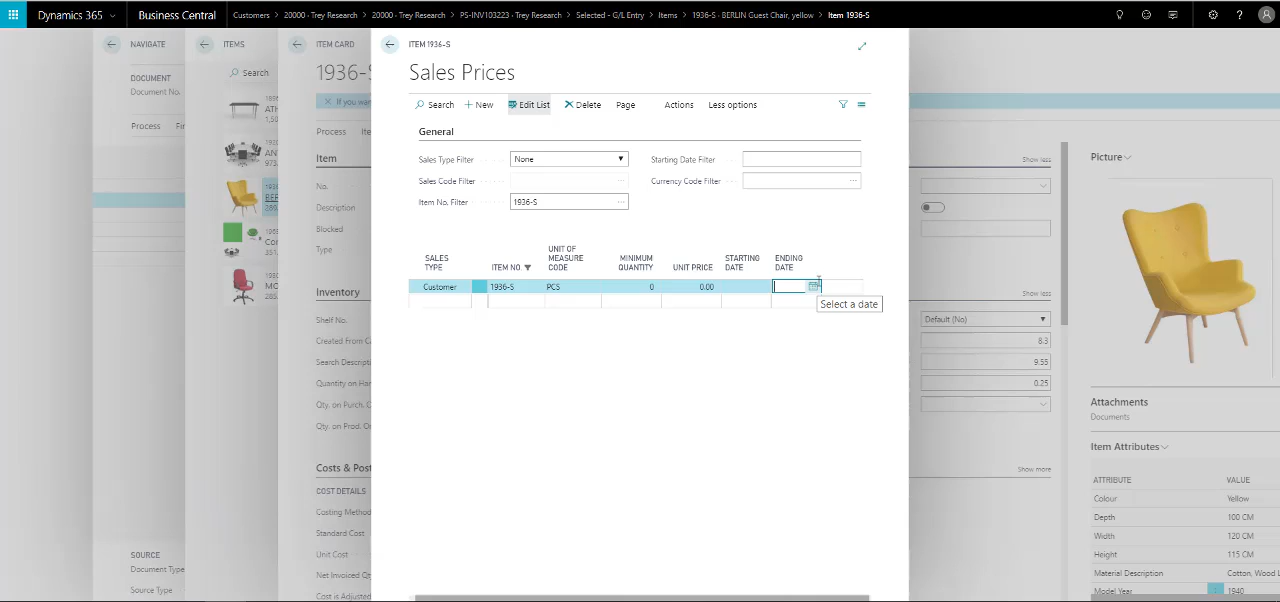 Dynamics 365
Business Central
Customers > 20000 · Trey Research > 20000 · Trey Research > PS-INV103223 · Trey Research > Selected - G/L Entry > Items > 1936-S · BERLIN Guest Chair, yellow > Item 1936-S
?
NAVIGATE
DOCUMENT
Document No.
Process
SOURCE
Document Type
Source Type
ITEMS
Search
ITEM CARD
1936-S
If you wan
Process
Item
No.
Description
Blocked
Type
Inventory
Shelf No.
Created From
Search Descripti
Quantity on Han
Qty. on Purch.
Qty. on Prod. O
Costs & Post
COST DETAILS
Costing Method
Standard Cost
Unit Cost
Net Invoiced Qt
Cost is Adjusted
ITEM 1936-S
Sales Prices
Search
New
Edit List
Delete
Page
Actions
Less options
General
Sales Type Filter
None
Starting Date Filter
Sales Code Filter
Currency Code Filter
Item No. Filter
1936-S
SALES TYPE
ITEM NO.
UNIT OF MEASURE CODE
MINIMUM QUANTITY
UNIT PRICE
STARTING DATE
ENDING DATE
Customer
1936-S
PCS
0
0.00
Select a date
Show less
Show less
Default (No)
8.3
9.55
0.25
Show more
Picture
Attachments
Documents
Item Attributes
ATTRIBUTE
VALUE
Colour
Yellow
Depth
100 CM
Width
120 CM
Height
115 CM
Material Description
Cotton, Wood L
Model Year
1940